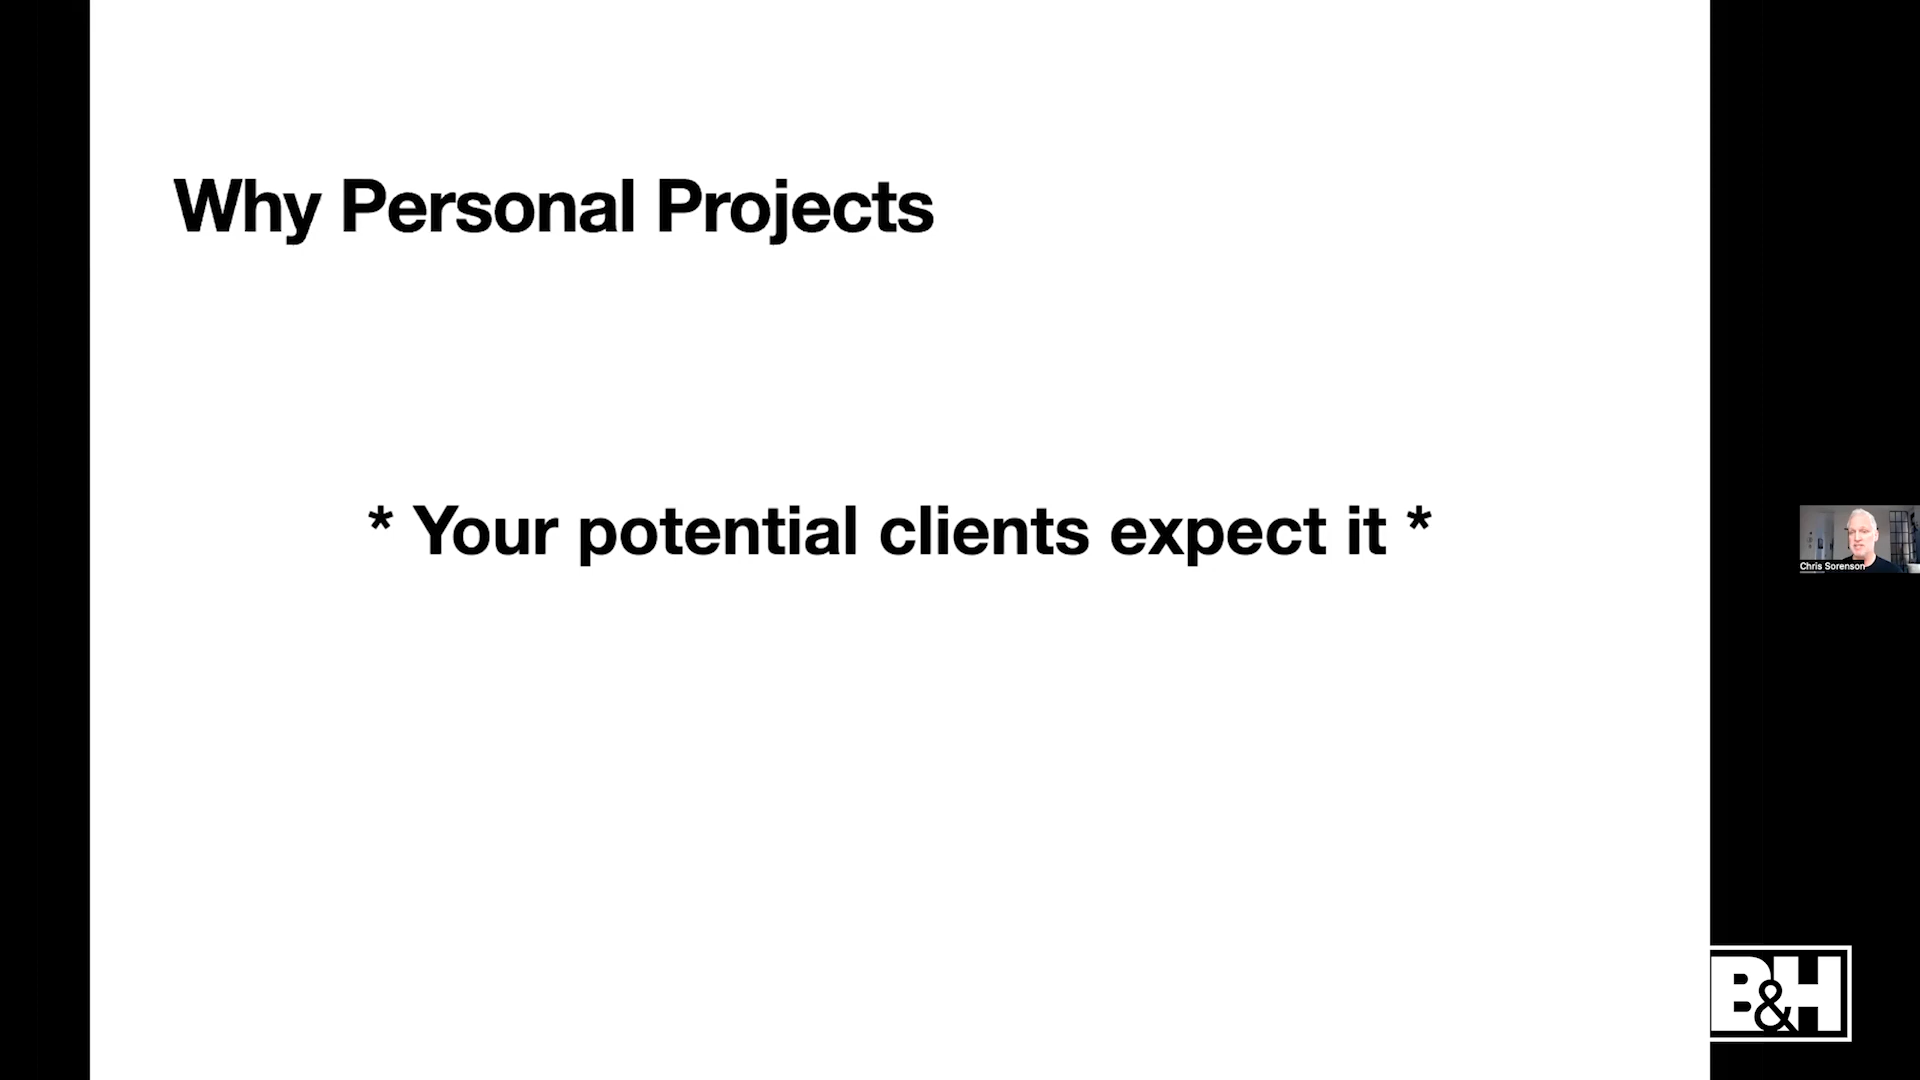 Why Personal Projects
* Your potential clients expect it *
Chris Sorenson
B&H